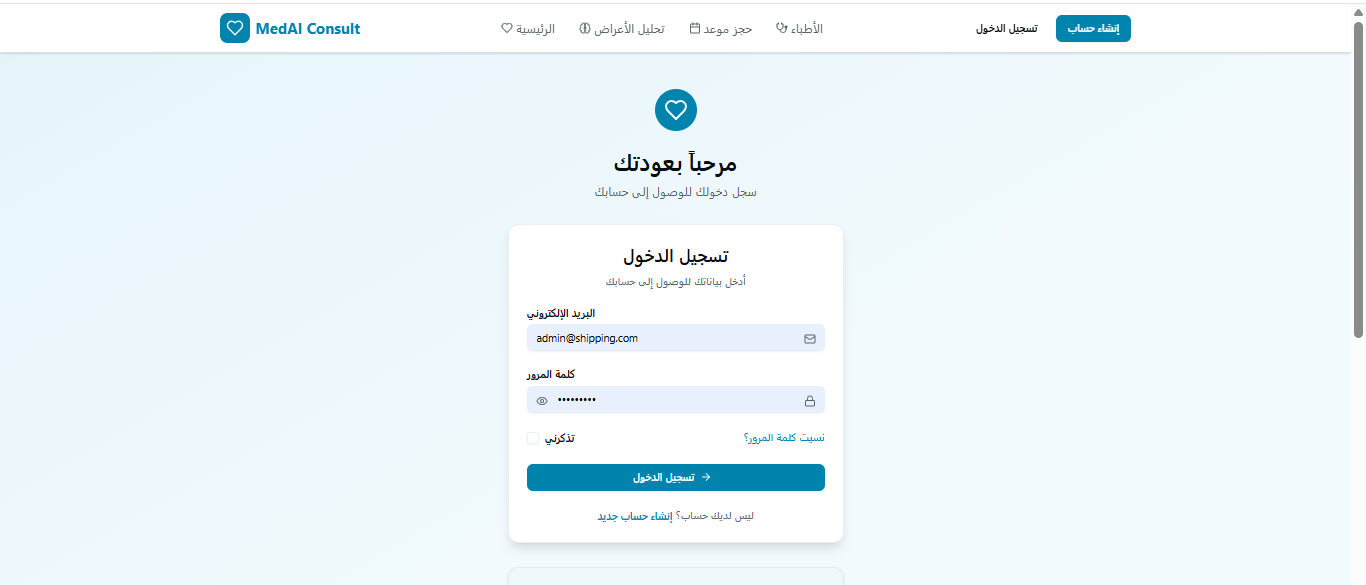 MedAI Consult
الرئيسية
تحليل الأعراض
حجز موعد
الأطباء
تسجيل الدخول
إنشاء حساب
مرحباً بعودتك
سجل دخولك للوصول إلى حسابك
تسجيل الدخول
أدخل بياناتك للوصول إلى حسابك
البريد الإلكتروني
admin@shipping.com
كلمة المرور
•••••••••
تذكرني
نسيت كلمة المرور؟
تسجيل الدخول →
ليس لديك حساب؟ إنشاء حساب جديد